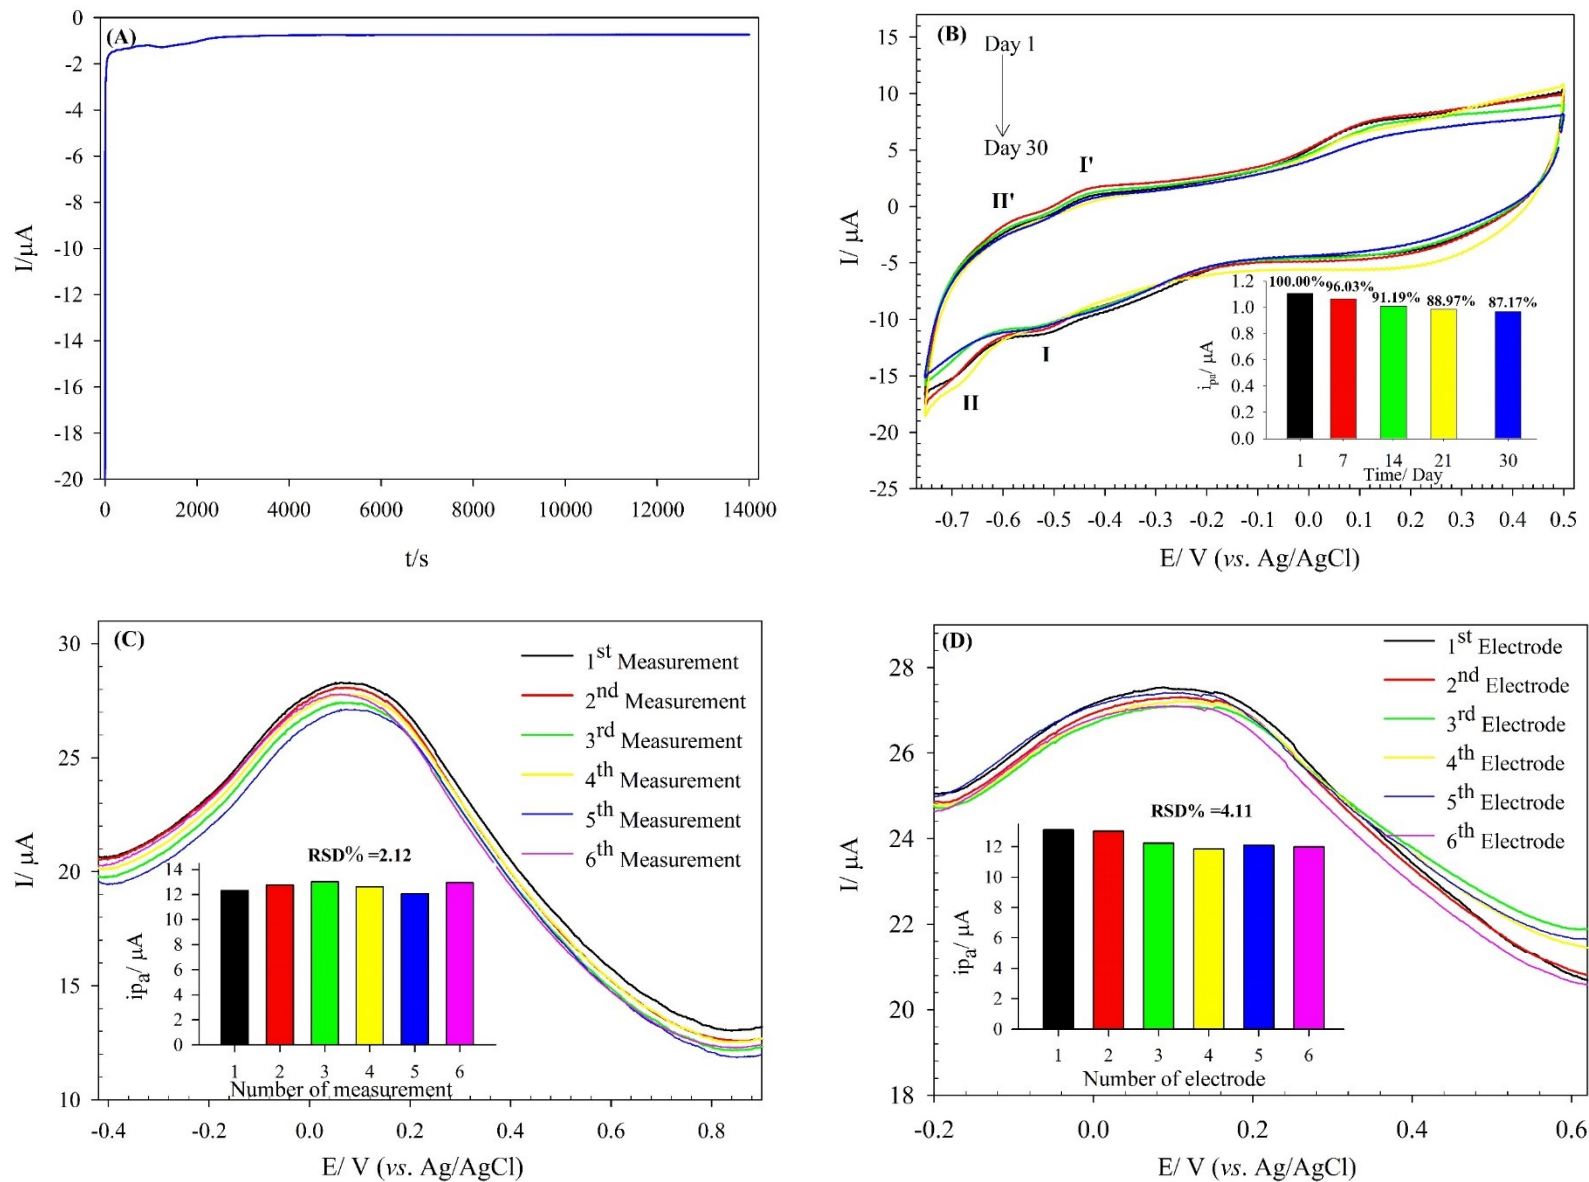 (A)
0
-2
-4
-6
-8
-10
-12
-14
-16
-18
-20
I/µA
0 2000 4000 6000 8000 10000 12000 14000
t/s
(B)
Day 1
Day 30
15
10
5
0
-5
-10
-15
-20
-25
I/ µA
I'
II'
I
II
1.2
1.0
0.8
0.6
0.4
0.2
0.0
i_pa/ µA
100.00% 96.03% 91.19% 88.97% 87.17%
1 7 14 21 30
Time/ Day
-0.7 -0.6 -0.5 -0.4 -0.3 -0.2 -0.1 0.0 0.1 0.2 0.3 0.4 0.5
E/ V (vs. Ag/AgCl)
(C)
30
25
20
15
10
I/ µA
1st Measurement
2nd Measurement
3rd Measurement
4th Measurement
5th Measurement
6th Measurement
RSD% =2.12
14
12
10
8
6
4
2
0
ip_a/ µA
1 2 3 4 5 6
Number of measurement
-0.4 -0.2 0.0 0.2 0.4 0.6 0.8
E/ V (vs. Ag/AgCl)
(D)
28
26
24
22
20
18
I/ µA
1st Electrode
2nd Electrode
3rd Electrode
4th Electrode
5th Electrode
6th Electrode
RSD% =4.11
12
10
8
6
4
2
0
ip_a/ µA
1 2 3 4 5 6
Number of electrode
-0.2 0.0 0.2 0.4 0.6
E/ V (vs. Ag/AgCl)